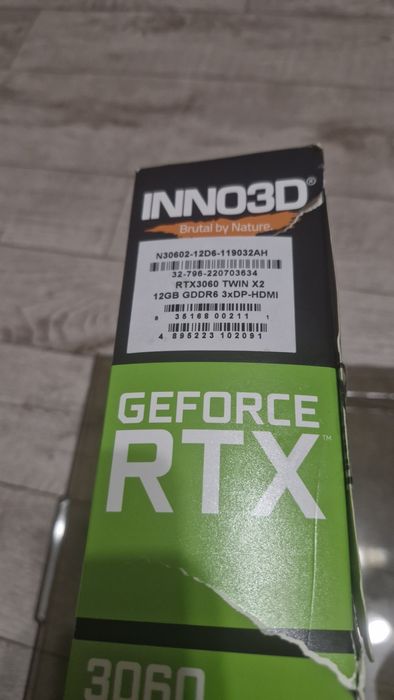 INNO3D®
Brutal by Nature.
N30602-12D6-119032AH
32-796-220703634
RTX3060 TWIN X2
12GB GDDR6 3xDP-HDMI
8 35168 00211 1
4 895223 102091
GEFORCE
RTX™
3060